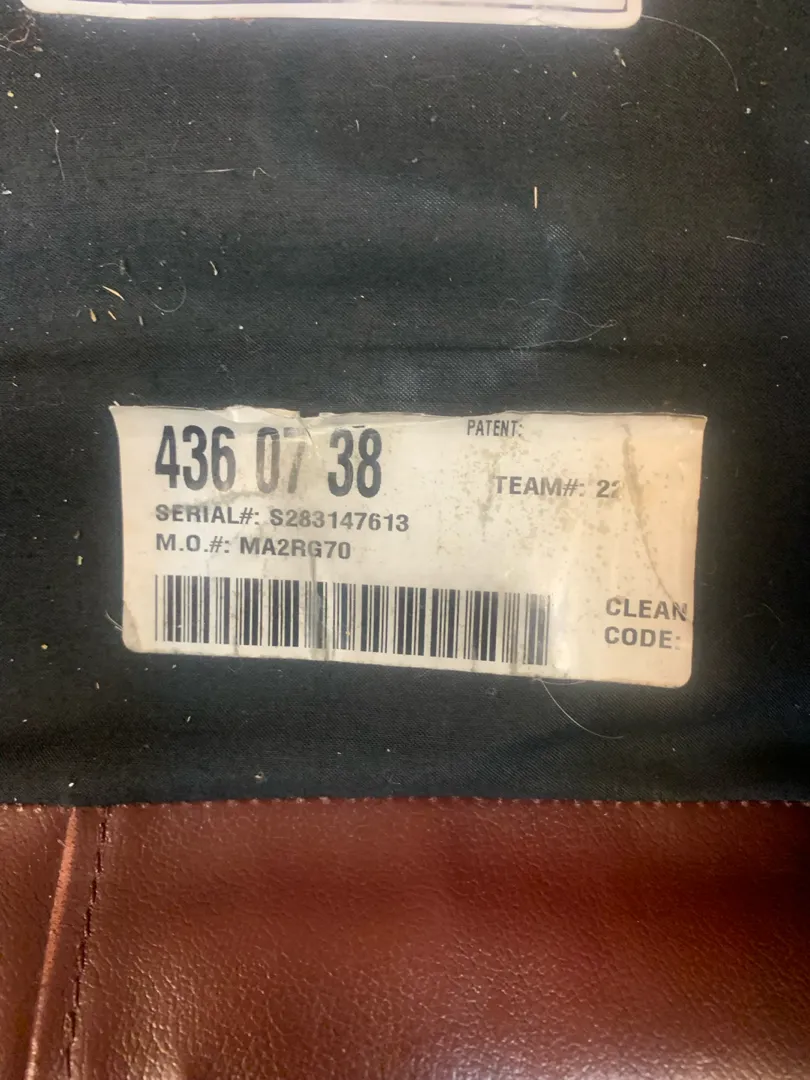 436 07 38
PATENT:
TEAM#: 22
SERIAL#: S283147613
M.O.#: MA2RG70
CLEAN
CODE: